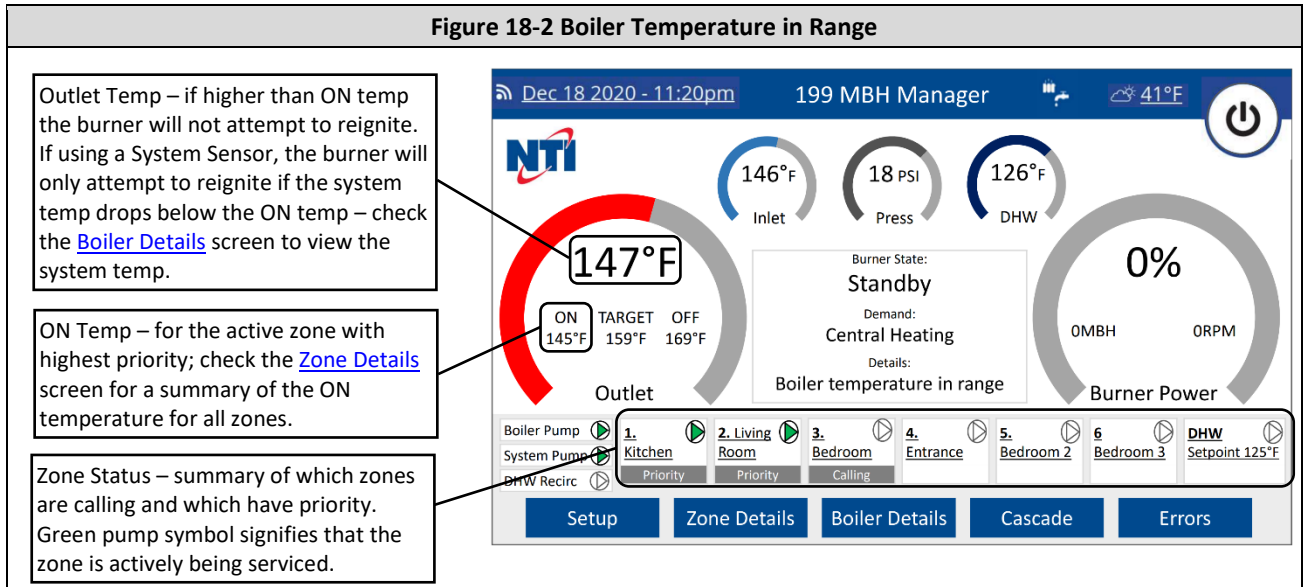 Figure 18-2 Boiler Temperature in Range
Outlet Temp – if higher than ON temp
the burner will not attempt to reignite.
If using a System Sensor, the burner will
only attempt to reignite if the system
temp drops below the ON temp – check
the Boiler Details screen to view the
system temp.
ON Temp – for the active zone with
highest priority; check the Zone Details
screen for a summary of the ON
temperature for all zones.
Zone Status – summary of which zones
are calling and which have priority.
Green pump symbol signifies that the
zone is actively being serviced.
Dec 18 2020 - 11:20pm 199 MBH Manager 41°F
NTI
146°F
Inlet
18 PSI
Press
126°F
DHW
147°F
ON TARGET OFF
145°F 159°F 169°F
Outlet
Burner State:
Standby
Demand:
Central Heating
Details:
Boiler temperature in range
0%
0MBH 0RPM
Burner Power
Boiler Pump
System Pump
DHW Recirc
1.
Kitchen
Priority
2. Living
Room
Priority
3.
Bedroom
Calling
4.
Entrance
5.
Bedroom 2
6
Bedroom 3
DHW
Setpoint 125°F
Setup Zone Details Boiler Details Cascade Errors